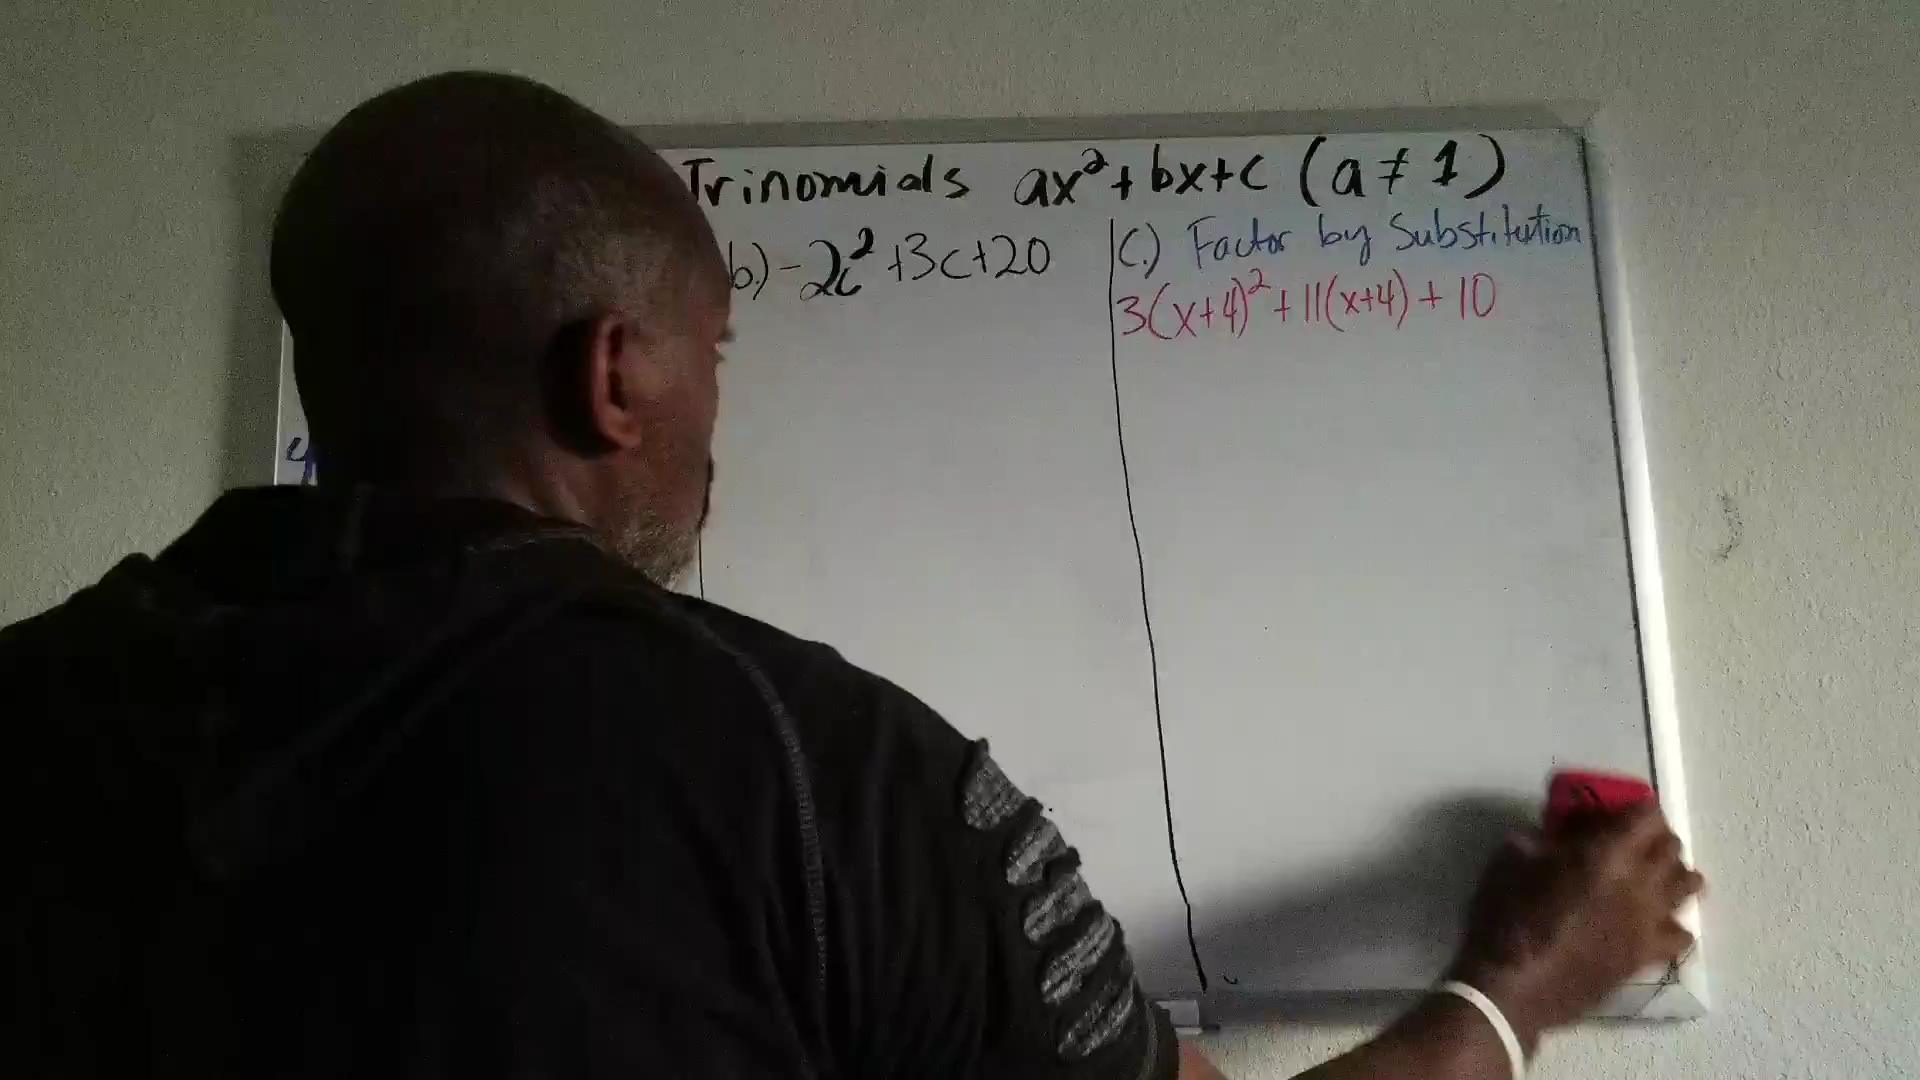 Trinomials ax²+bx+c (a ≠ 1)
b.) -2c²+3c+20
C.) Factor by Substitution
3(x+4)²+11(x+4)+10